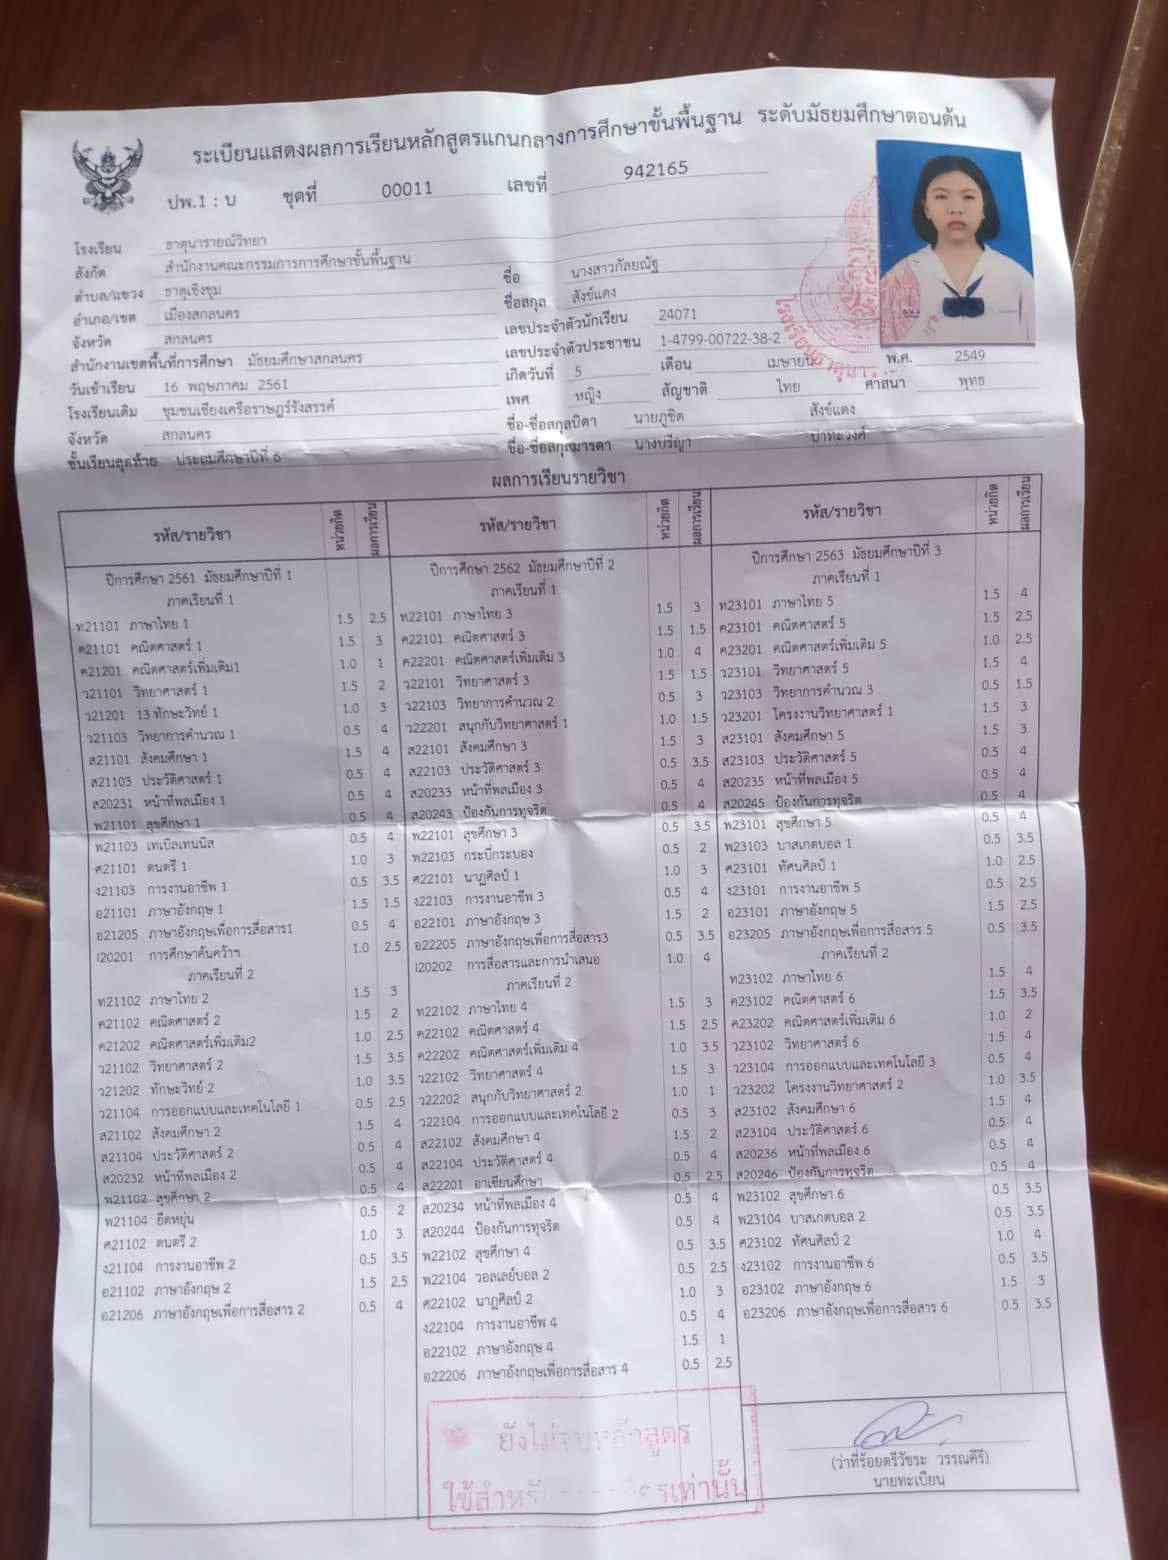 ระเบียนแสดงผลการเรียนหลักสูตรแกนกลางการศึกษาขั้นพื้นฐาน ระดับมัธยมศึกษาตอนต้น
ปพ.1 : บ ชุดที่ 00011 เลขที่ 942165
โรงเรียน ธาตุนารายณ์วิทยา
สังกัด สำนักงานคณะกรรมการการศึกษาขั้นพื้นฐาน
ตำบล/แขวง ธาตุเชิงชุม
อำเภอ/เขต เมืองสกลนคร
จังหวัด สกลนคร
สำนักงานเขตพื้นที่การศึกษา มัธยมศึกษาสกลนคร
วันเข้าเรียน 16 พฤษภาคม 2561
โรงเรียนเดิม ชุมชนเชียงเครือราษฎร์รังสรรค์
จังหวัด สกลนคร
ชั้นเรียนสุดท้าย ประถมศึกษาปีที่ 6
ชื่อ นางสาวกัลยณัฐ
ชื่อสกุล สังข์แดง
เลขประจำตัวนักเรียน 24071
เลขประจำตัวประชาชน 1-4799-00722-38-2
เกิดวันที่ 5 เดือน เมษายน พ.ศ. 2549
เพศ หญิง สัญชาติ ไทย ศาสนา พุทธ
ชื่อ-ชื่อสกุลบิดา นายภูชิต สังข์แดง
ชื่อ-ชื่อสกุลมารดา นางปริญา
ผลการเรียนรายวิชา
รหัส/รายวิชา หน่วยกิต ผลการเรียน
ปีการศึกษา 2561 มัธยมศึกษาปีที่ 1
ภาคเรียนที่ 1
ท21101 ภาษาไทย 1 1.5 2.5
ค21101 คณิตศาสตร์ 1 1.5 3
ค21201 คณิตศาสตร์เพิ่มเติม1 1.0 1
ว21101 วิทยาศาสตร์ 1 1.5 2
ว21201 13 ทักษะวิทย์ 1 1.0 3
ว21103 วิทยาการคำนวณ 1 0.5 4
ส21101 สังคมศึกษา 1 1.5 4
ส21103 ประวัติศาสตร์ 1 0.5 4
ส20231 หน้าที่พลเมือง 1 0.5 4
พ21101 สุขศึกษา 1 0.5 4
พ21103 เทเบิลเทนนิส 0.5 4
ศ21101 ดนตรี 1 1.0 3
ง21103 การงานอาชีพ 1 0.5 3.5
อ21101 ภาษาอังกฤษ 1 1.5 1.5
อ21205 ภาษาอังกฤษเพื่อการสื่อสาร1 0.5 4
I20201 การศึกษาค้นคว้าฯ 1.0 2.5
ภาคเรียนที่ 2
ท21102 ภาษาไทย 2 1.5 3
ค21102 คณิตศาสตร์ 2 1.5 2
ค21202 คณิตศาสตร์เพิ่มเติม2 1.0 2.5
ว21102 วิทยาศาสตร์ 2 1.5 3.5
ว21202 ทักษะวิทย์ 2 1.0 3.5
ว21104 การออกแบบและเทคโนโลยี 1 0.5 2.5
ส21102 สังคมศึกษา 2 1.5 4
ส21104 ประวัติศาสตร์ 2 0.5 4
ส20232 หน้าที่พลเมือง 2 0.5 4
พ21102 สุขศึกษา 2 0.5 4
พ21104 ยืดหยุ่น 0.5 2
ศ21102 ดนตรี 2 1.0 3
ง21104 การงานอาชีพ 2 0.5 3.5
อ21102 ภาษาอังกฤษ 2 1.5 2.5
อ21206 ภาษาอังกฤษเพื่อการสื่อสาร 2 0.5 4
รหัส/รายวิชา หน่วยกิต ผลการเรียน
ปีการศึกษา 2562 มัธยมศึกษาปีที่ 2
ภาคเรียนที่ 1
ท22101 ภาษาไทย 3 1.5 3
ค22101 คณิตศาสตร์ 3 1.5 1.5
ค22201 คณิตศาสตร์เพิ่มเติม 3 1.0 4
ว22101 วิทยาศาสตร์ 3 1.5 1.5
ว22103 วิทยาการคำนวณ 2 0.5 3
ว22201 สนุกกับวิทยาศาสตร์ 1 1.0 1.5
ส22101 สังคมศึกษา 3 1.5 3
ส22103 ประวัติศาสตร์ 3 0.5 3.5
ส20233 หน้าที่พลเมือง 3 0.5 4
ส20243 ป้องกันการทุจริต 0.5 4
พ22101 สุขศึกษา 3 0.5 3.5
พ22103 กระบี่กระบอง 0.5 2
ศ22101 นาฏศิลป์ 1 1.0 3
ง22103 การงานอาชีพ 3 0.5 4
อ22101 ภาษาอังกฤษ 3 1.5 2
อ22205 ภาษาอังกฤษเพื่อการสื่อสาร3 0.5 3.5
I20202 การสื่อสารและการนำเสนอ 1.0 4
ภาคเรียนที่ 2
ท22102 ภาษาไทย 4 1.5 3
ค22102 คณิตศาสตร์ 4 1.5 2.5
ค22202 คณิตศาสตร์เพิ่มเติม 4 1.0 3.5
ว22102 วิทยาศาสตร์ 4 1.5 3
ว22202 สนุกกับวิทยาศาสตร์ 2 1.0 1
ว22104 การออกแบบและเทคโนโลยี 2 0.5 3
ส22102 สังคมศึกษา 4 1.5 2
ส22104 ประวัติศาสตร์ 4 0.5 4
ส22201 อาเซียนศึกษา 0.5 2.5
ส20234 หน้าที่พลเมือง 4 0.5 4
ส20244 ป้องกันการทุจริต 0.5 4
พ22102 สุขศึกษา 4 0.5 3.5
พ22104 วอลเลย์บอล 2 0.5 2.5
ศ22102 นาฏศิลป์ 2 1.0 3
ง22104 การงานอาชีพ 4 0.5 4
อ22102 ภาษาอังกฤษ 4 1.5 1
อ22206 ภาษาอังกฤษเพื่อการสื่อสาร 4 0.5 2.5
รหัส/รายวิชา หน่วยกิต ผลการเรียน
ปีการศึกษา 2563 มัธยมศึกษาปีที่ 3
ภาคเรียนที่ 1
ท23101 ภาษาไทย 5 1.5 4
ค23101 คณิตศาสตร์ 5 1.5 2.5
ค23201 คณิตศาสตร์เพิ่มเติม 5 1.0 2.5
ว23101 วิทยาศาสตร์ 5 1.5 4
ว23103 วิทยาการคำนวณ 3 0.5 1.5
ว23201 โครงงานวิทยาศาสตร์ 1 1.5 3
ส23101 สังคมศึกษา 5 1.5 3
ส23103 ประวัติศาสตร์ 5 0.5 4
ส20235 หน้าที่พลเมือง 5 0.5 4
ส20245 ป้องกันการทุจริต 0.5 4
พ23101 สุขศึกษา 5 0.5 4
พ23103 บาสเกตบอล 1 0.5 3.5
ศ23101 ทัศนศิลป์ 1 1.0 2.5
ง23103 การงานอาชีพ 5 0.5 2.5
อ23101 ภาษาอังกฤษ 5 1.5 2.5
อ23205 ภาษาอังกฤษเพื่อการสื่อสาร 5 0.5 3.5
ภาคเรียนที่ 2
ท23102 ภาษาไทย 6 1.5 4
ค23102 คณิตศาสตร์ 6 1.5 3.5
ค23202 คณิตศาสตร์เพิ่มเติม 6 1.0 2
ว23102 วิทยาศาสตร์ 6 1.5 4
ว23104 การออกแบบและเทคโนโลยี 3 0.5 4
ว23202 โครงงานวิทยาศาสตร์ 2 1.0 3.5
ส23102 สังคมศึกษา 6 1.5 4
ส23104 ประวัติศาสตร์ 6 0.5 4
ส20236 หน้าที่พลเมือง 6 0.5 4
ส20246 ป้องกันการทุจริต 0.5 4
พ23102 สุขศึกษา 6 0.5 3.5
พ23104 บาสเกตบอล 2 0.5 3.5
ศ23102 ทัศนศิลป์ 2 1.0 4
ง23102 การงานอาชีพ 6 0.5 3.5
อ23102 ภาษาอังกฤษ 6 1.5 3
อ23206 ภาษาอังกฤษเพื่อการสื่อสาร 6 0.5 3.5
(ว่าที่ร้อยตรีวัชระ วรรณคีรี)
นายทะเบียน